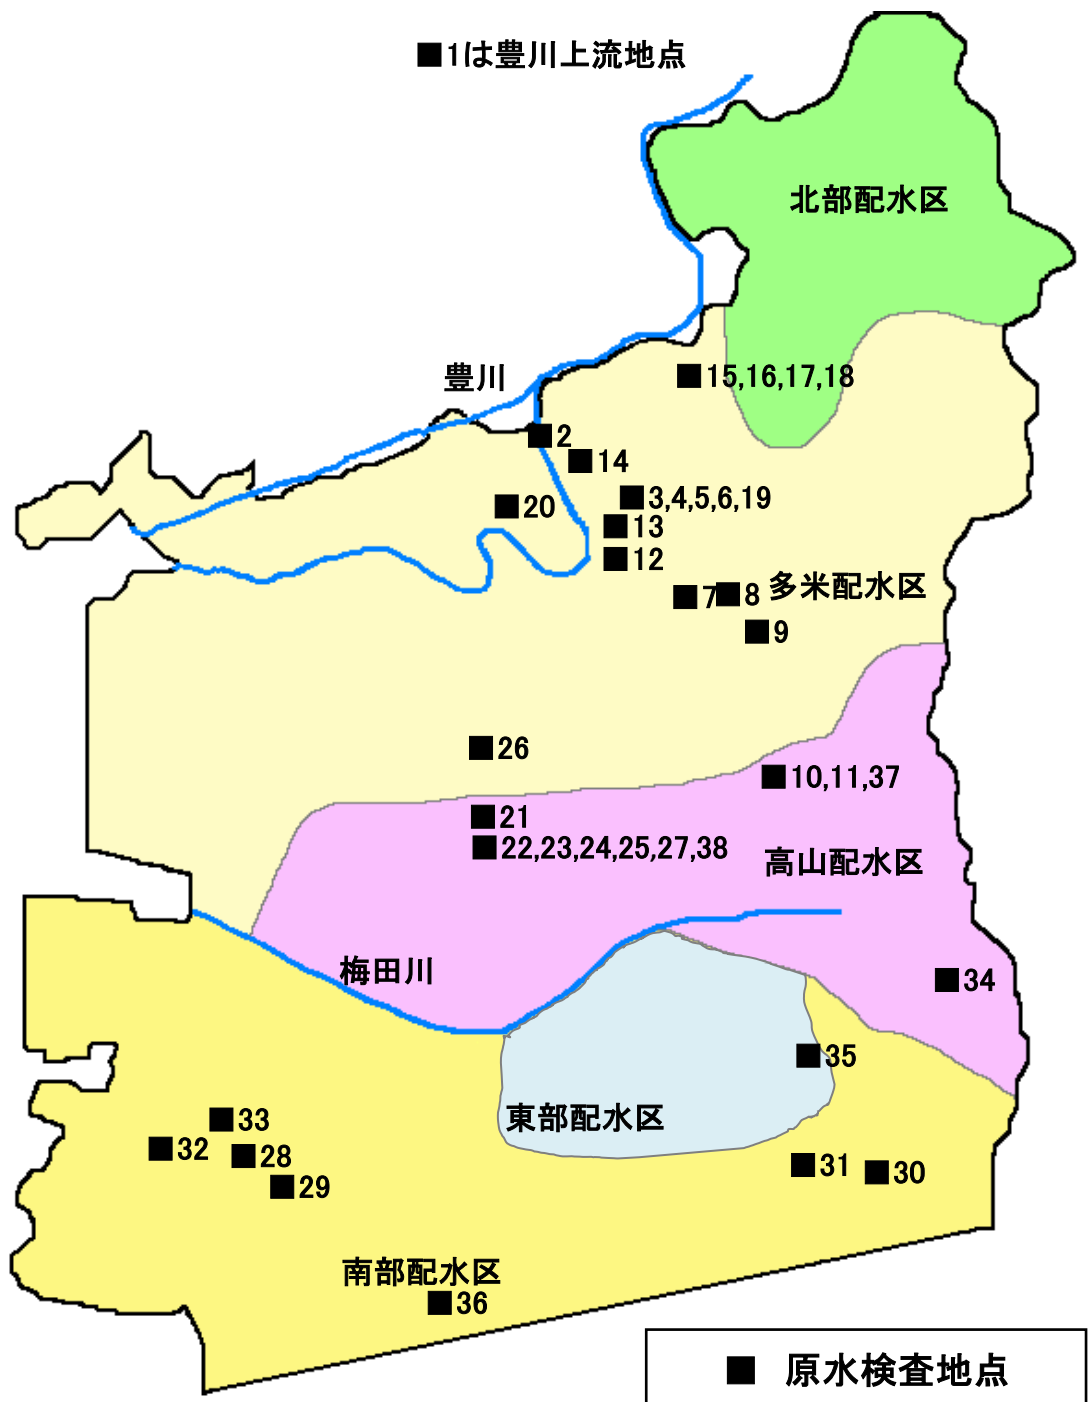 ■1は豊川上流地点
北部配水区
豊川
15,16,17,18
2
14
3,4,5,6,19
20
13
12
7
8
多米配水区
9
26
10,11,37
21
22,23,24,25,27,38
高山配水区
梅田川
34
35
東部配水区
33
32
28
31
30
29
南部配水区
36
■ 原水検査地点